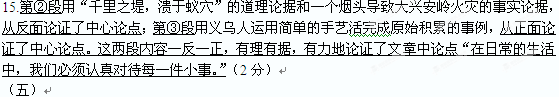 15.第②段用“千里之堤，溃于蚁穴”的道理论据和一个烟头导致大兴安岭火灾的事实论据，
从反面论证了中心论点；第③段用义乌人运用简单的手艺活完成原始积累的事例，从正面论
证了中心论点。这两段内容一反一正，有理有据，有力地论证了文章中论点“在日常的生活
中，我们必须认真对待每一件小事。”（2 分）↵
（五）↵